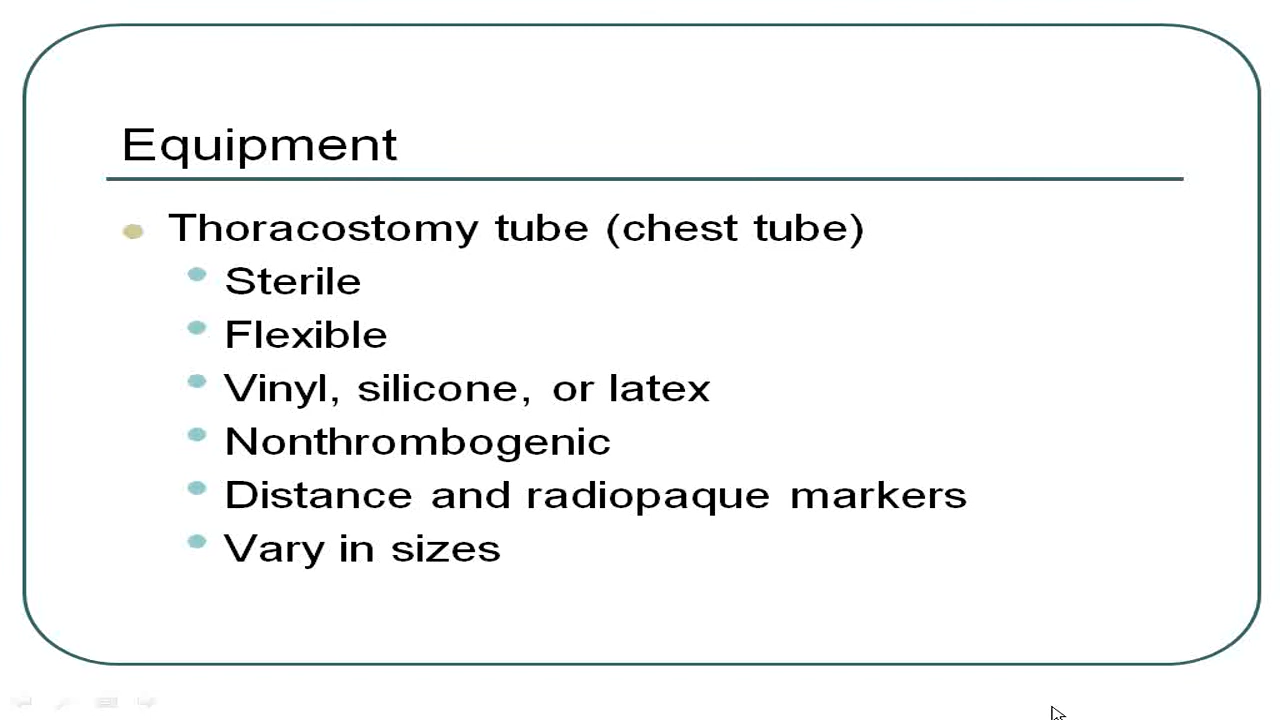 Equipment
Thoracostomy tube (chest tube)
Sterile
Flexible
Vinyl, silicone, or latex
Nonthrombogenic
Distance and radiopaque markers
Vary in sizes